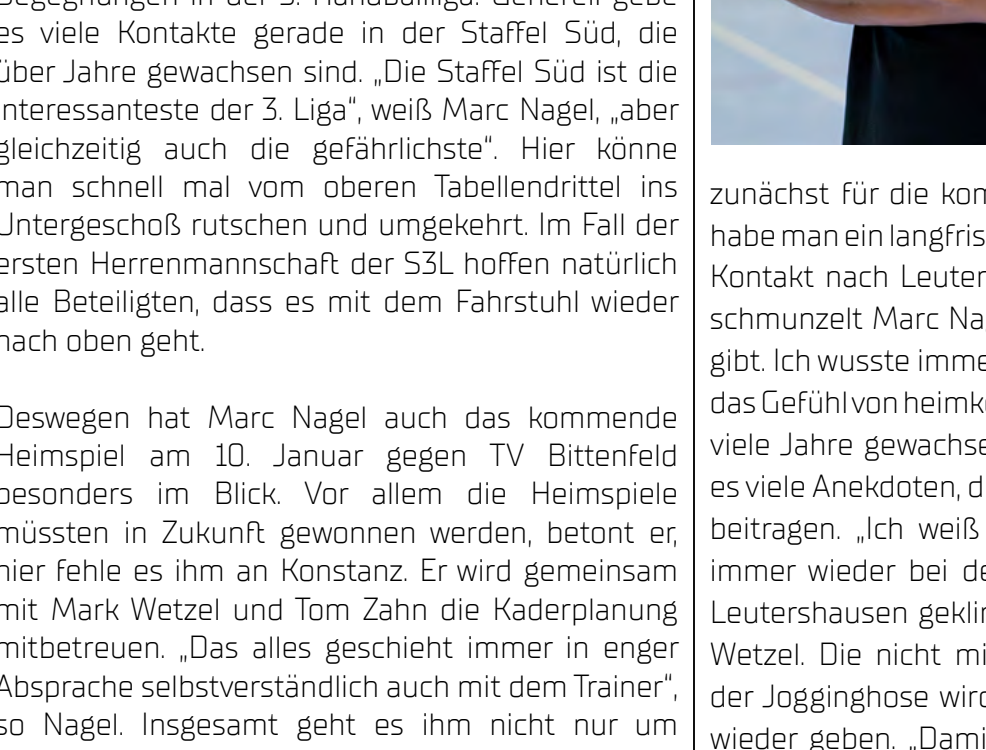 Begegnungen in der 3. Handballliga. Generell gebe
es viele Kontakte gerade in der Staffel Süd, die
über Jahre gewachsen sind. „Die Staffel Süd ist die
interessanteste der 3. Liga“, weiß Marc Nagel, „aber
gleichzeitig auch die gefährlichste“. Hier könne
man schnell mal vom oberen Tabellendrittel ins
Untergeschoß rutschen und umgekehrt. Im Fall der
ersten Herrenmannschaft der S3L hoffen natürlich
alle Beteiligten, dass es mit dem Fahrstuhl wieder
nach oben geht.
Deswegen hat Marc Nagel auch das kommende
Heimspiel am 10. Januar gegen TV Bittenfeld
besonders im Blick. Vor allem die Heimspiele
müssten in Zukunft gewonnen werden, betont er,
hier fehle es ihm an Konstanz. Er wird gemeinsam
mit Mark Wetzel und Tom Zahn die Kaderplanung
mitbetreuen. „Das alles geschieht immer in enger
Absprache selbstverständlich auch mit dem Trainer“,
so Nagel. Insgesamt geht es ihm nicht nur um
zunächst für die kom
habe man ein langfris
Kontakt nach Leuter
schmunzelt Marc Na
gibt. Ich wusste imme
das Gefühl von heimk
viele Jahre gewachse
es viele Anekdoten, d
beitragen. „Ich weiß
immer wieder bei de
Leutershausen geklin
Wetzel. Die nicht mi
der Jogginghose wird
wieder geben. „Dami